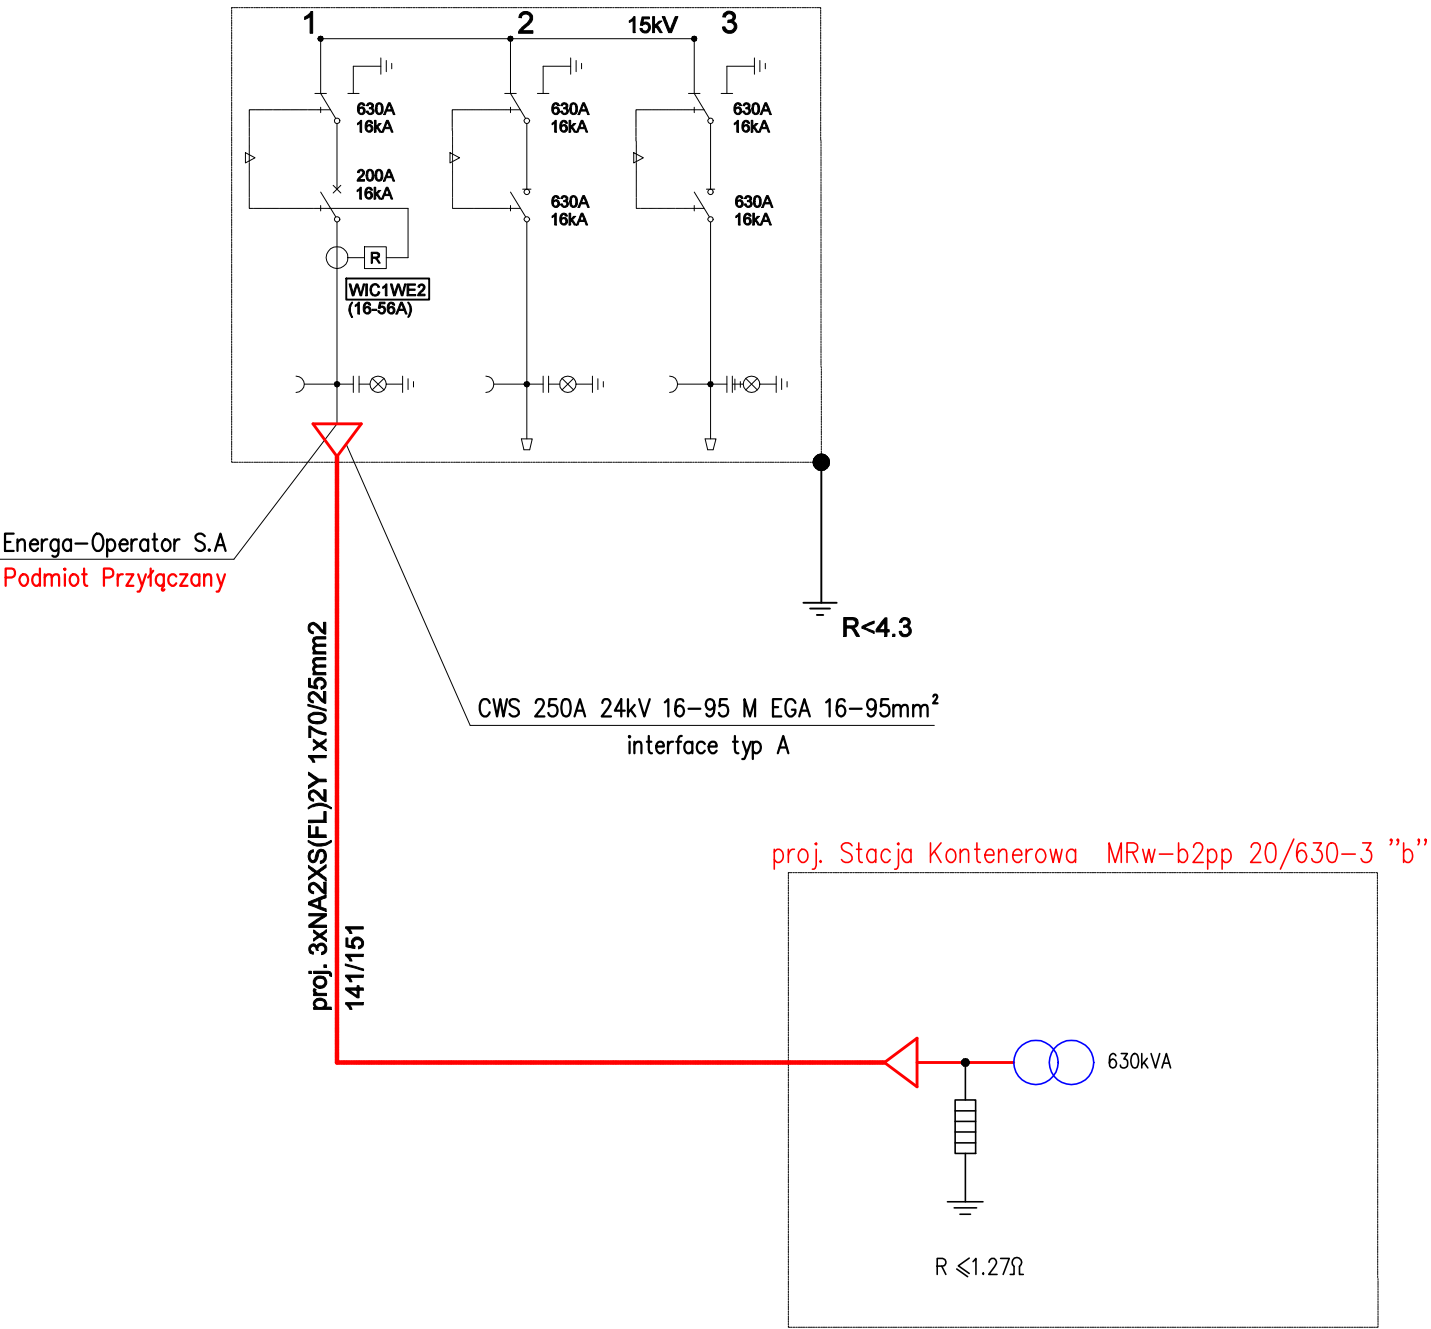 1
2
15kV
3
630A
16kA
630A
16kA
630A
16kA
200A
16kA
630A
16kA
630A
16kA
R
WIC1WE2
(16-56A)
Energa-Operator S.A
Podmiot Przyłączany
R<4.3
proj. 3xNA2XS(FL)2Y 1x70/25mm2
141/151
CWS 250A 24kV 16-95 M EGA 16-95mm²
interface typ A
proj. Stacja Kontenerowa MRw-b2pp 20/630-3 "b"
630kVA
R ⩽1.27Ω